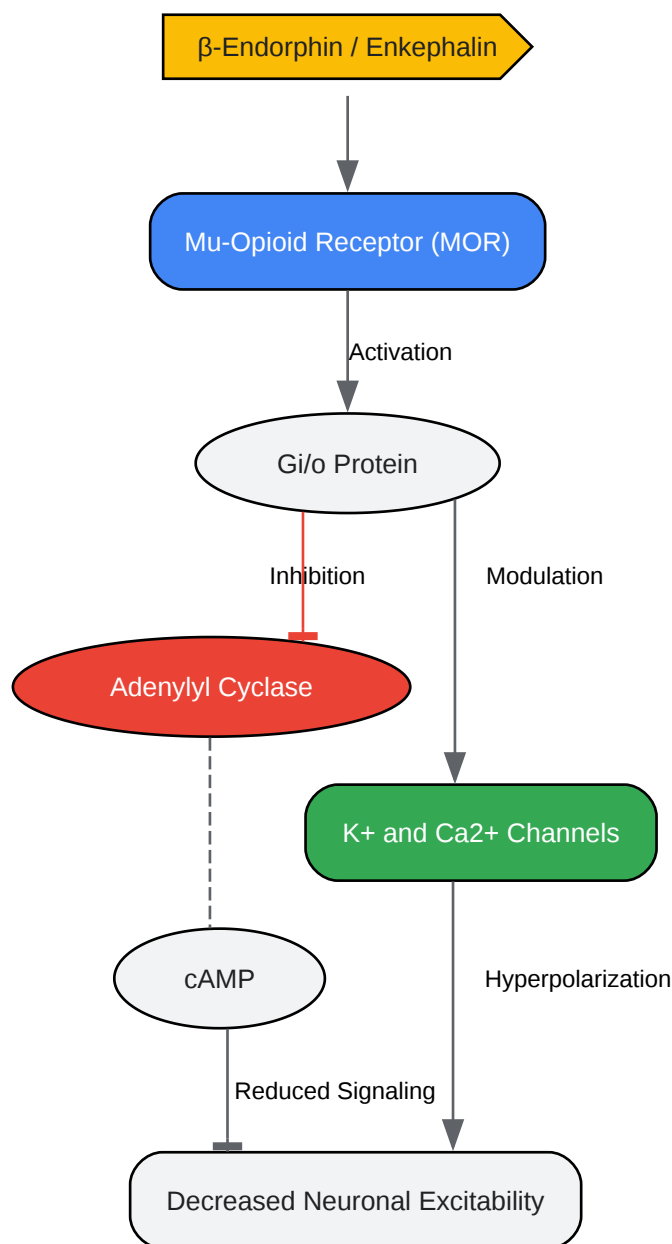 β-Endorphin / Enkephalin
Mu-Opioid Receptor (MOR)
Activation
Gi/o Protein
Inhibition
Modulation
Adenylyl Cyclase
K+ and Ca2+ Channels
cAMP
Hyperpolarization
Reduced Signaling
Decreased Neuronal Excitability